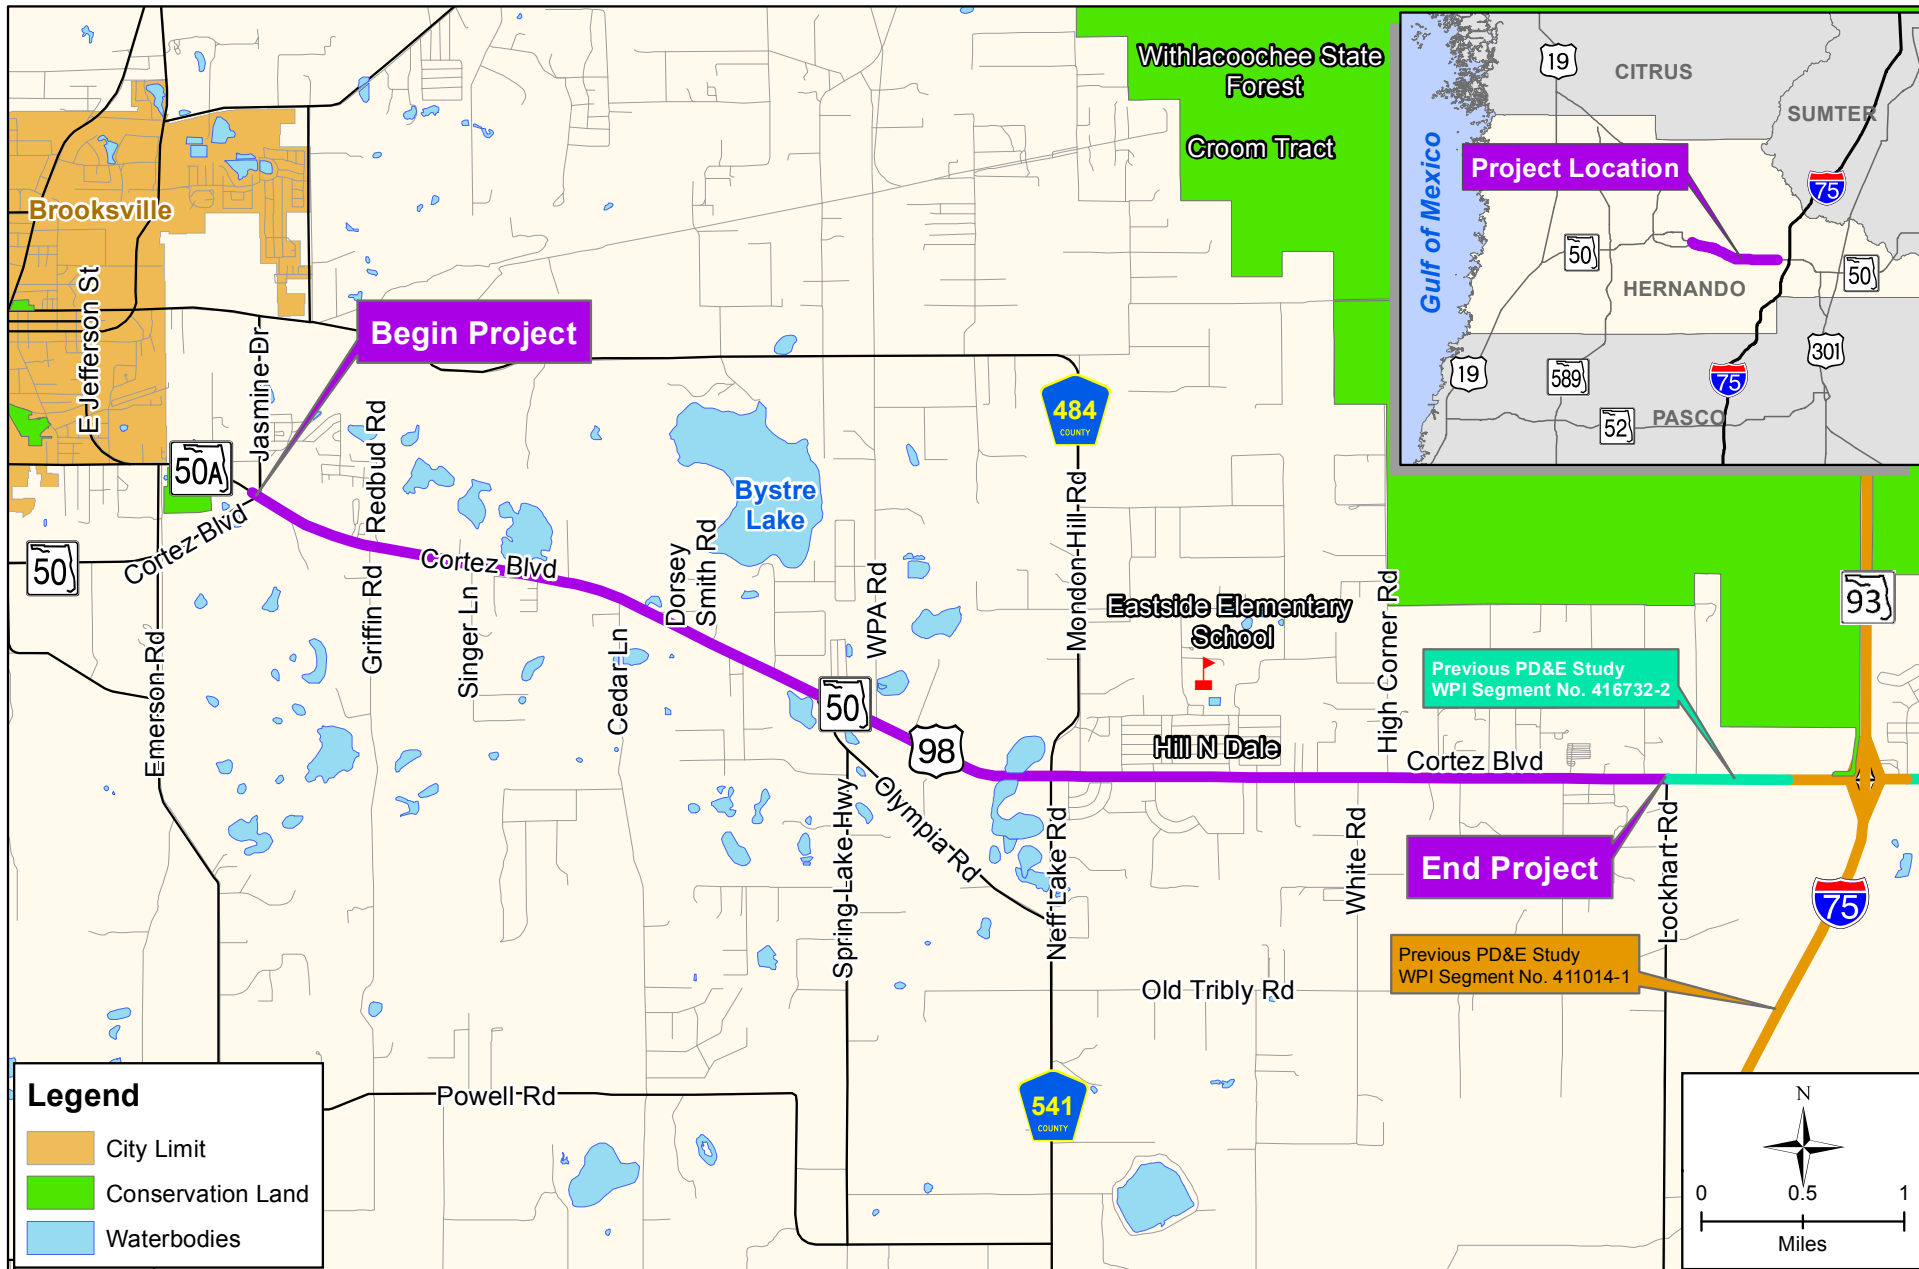 Withlacoochee State
Forest
Croom Tract
19
CITRUS
SUMTER
Project Location
75
Gulf of Mexico
50
50
HERNANDO
19
589
75
301
52
PASCO
Brooksville
E Jefferson St
Jasmine Dr
Begin Project
Redbud Rd
484
COUNTY
50A
Bystre
Lake
Cortez Blvd
50
Cortez Blvd
Griffin Rd
Singer Ln
Cedar Ln
Dorsey
Smith Rd
WPA Rd
Mondon Hill Rd
Eastside Elementary
School
High Corner Rd
93
Previous PD&E Study
WPI Segment No. 416732-2
Emerson Rd
50
98
Hill N Dale
Cortez Blvd
Spring Lake Hwy
Olympia Rd
Neff Lake Rd
White Rd
End Project
Lockhart Rd
75
Previous PD&E Study
WPI Segment No. 411014-1
Old Tribly Rd
Powell Rd
541
COUNTY
Legend
City Limit
Conservation Land
Waterbodies
N
0 0.5 1
Miles